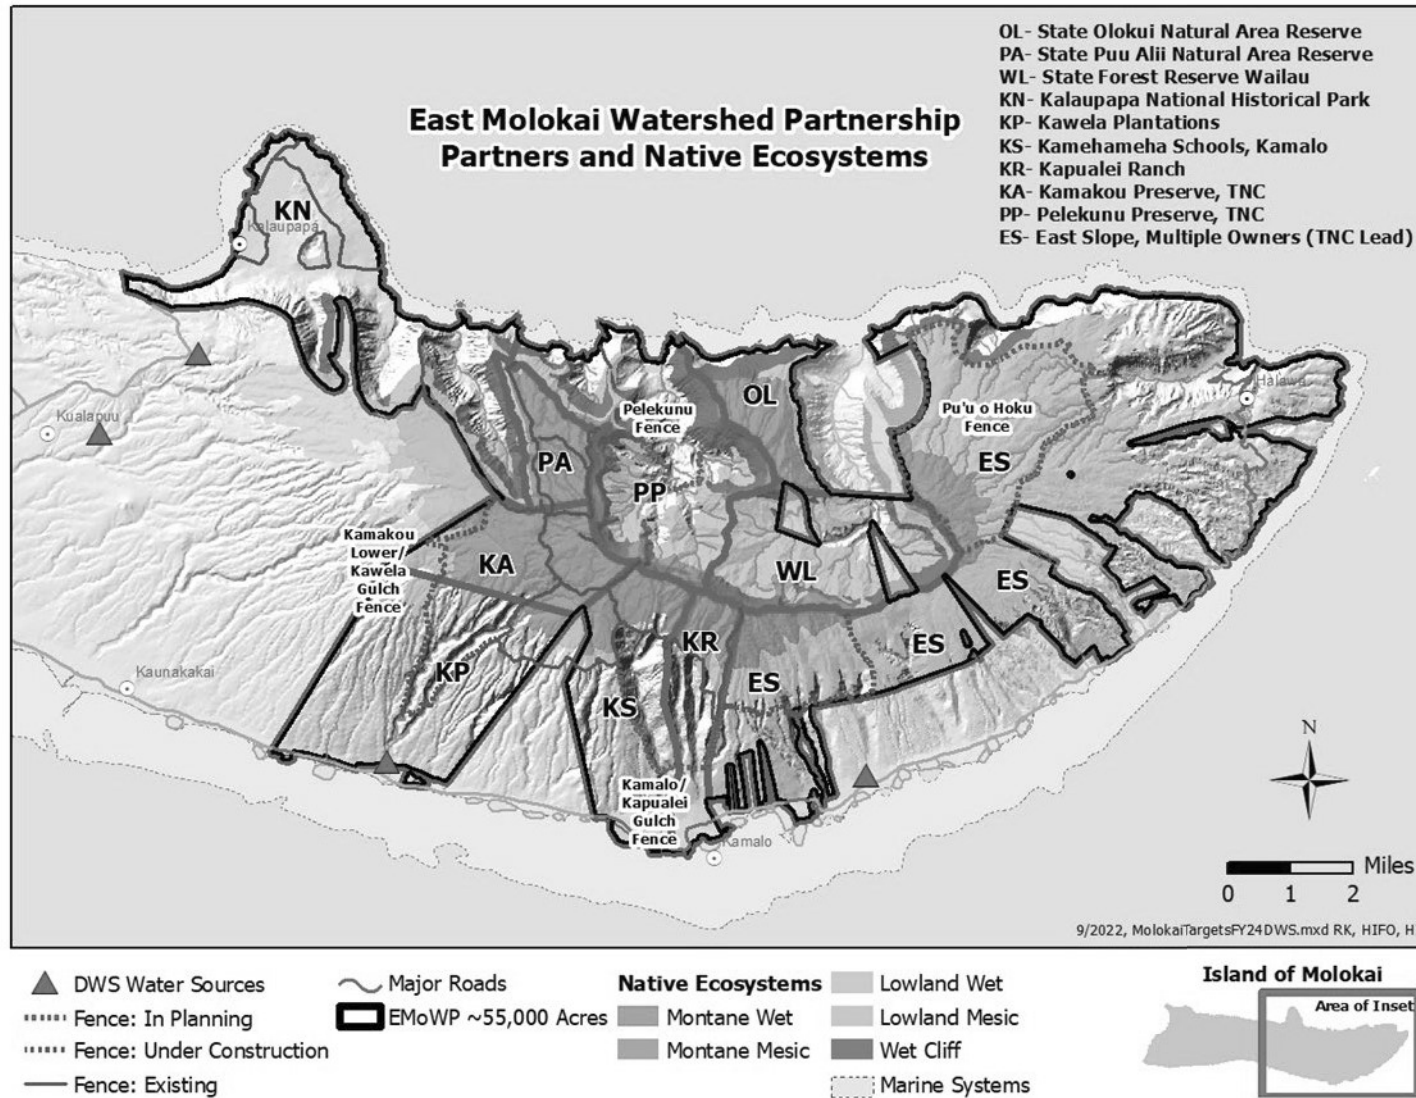 OL- State Olokui Natural Area Reserve
PA- State Puu Alii Natural Area Reserve
WL- State Forest Reserve Wailau
KN- Kalaupapa National Historical Park
KP- Kawela Plantations
KS- Kamehameha Schools, Kamalo
KR- Kapualei Ranch
KA- Kamakou Preserve, TNC
PP- Pelekunu Preserve, TNC
ES- East Slope, Multiple Owners (TNC Lead)
East Molokai Watershed Partnership
Partners and Native Ecosystems
KN
Kalaupapa
Kualapuu
OL
Pelekunu
Fence
Pu'u o Hoku
Fence
Halawa
PA
PP
ES
Kamakou
Lower/
Kawela
Gulch
Fence
KA
WL
ES
KR
ES
ES
Kaunakakai
KP
KS
Kamalo/
Kapualei
Gulch
Fence
Kamalo
N
Miles
0 1 2
9/2022, MolokaiTargetsFY24DWS.mxd RK, HIFO, H
DWS Water Sources
Fence: In Planning
Fence: Under Construction
Fence: Existing
Major Roads
EMoWP ~55,000 Acres
Native Ecosystems
Montane Wet
Montane Mesic
Lowland Wet
Lowland Mesic
Wet Cliff
Marine Systems
Island of Molokai
Area of Inset